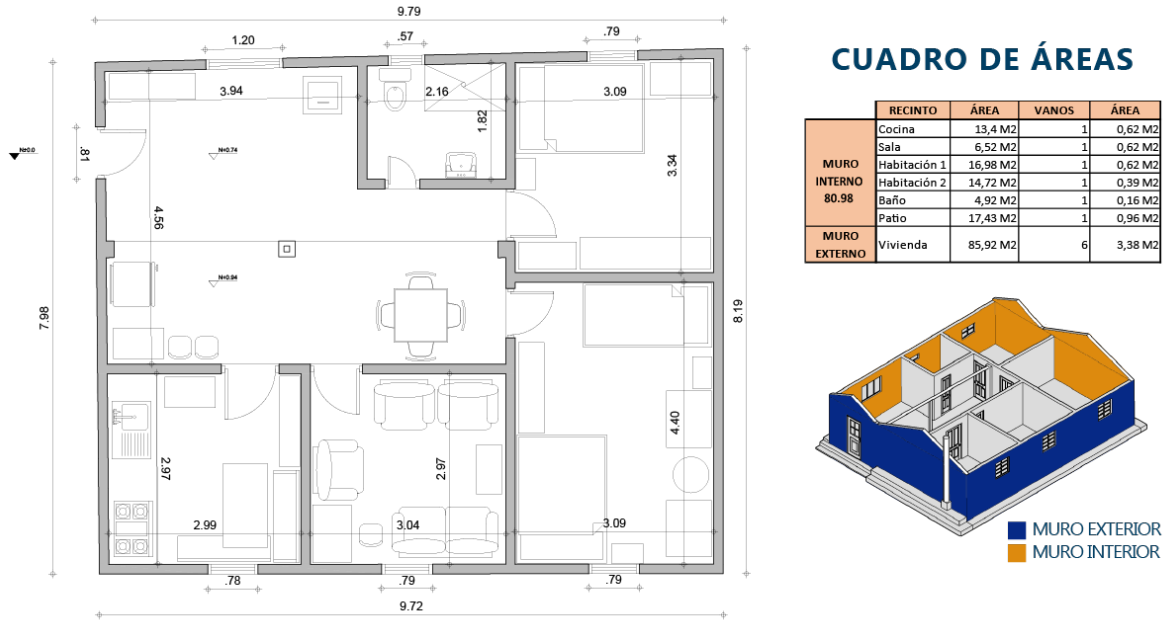 9.79
1.20
.57
.79
3.94
2.16
3.09
1.82
.81
N±0.0
N+0.74
3.34
4.56
N+0.94
7.98
8.19
4.40
2.97
2.97
2.99
3.04
3.09
.78
.79
.79
9.72
CUADRO DE ÁREAS
RECINTO ÁREA VANOS ÁREA
MURO INTERNO 80.98
Cocina 13,4 M2 1 0,62 M2
Sala 6,52 M2 1 0,62 M2
Habitación 1 16,98 M2 1 0,62 M2
Habitación 2 14,72 M2 1 0,39 M2
Baño 4,92 M2 1 0,16 M2
Patio 17,43 M2 1 0,96 M2
MURO EXTERNO Vivienda 85,92 M2 6 3,38 M2
MURO EXTERIOR
MURO INTERIOR